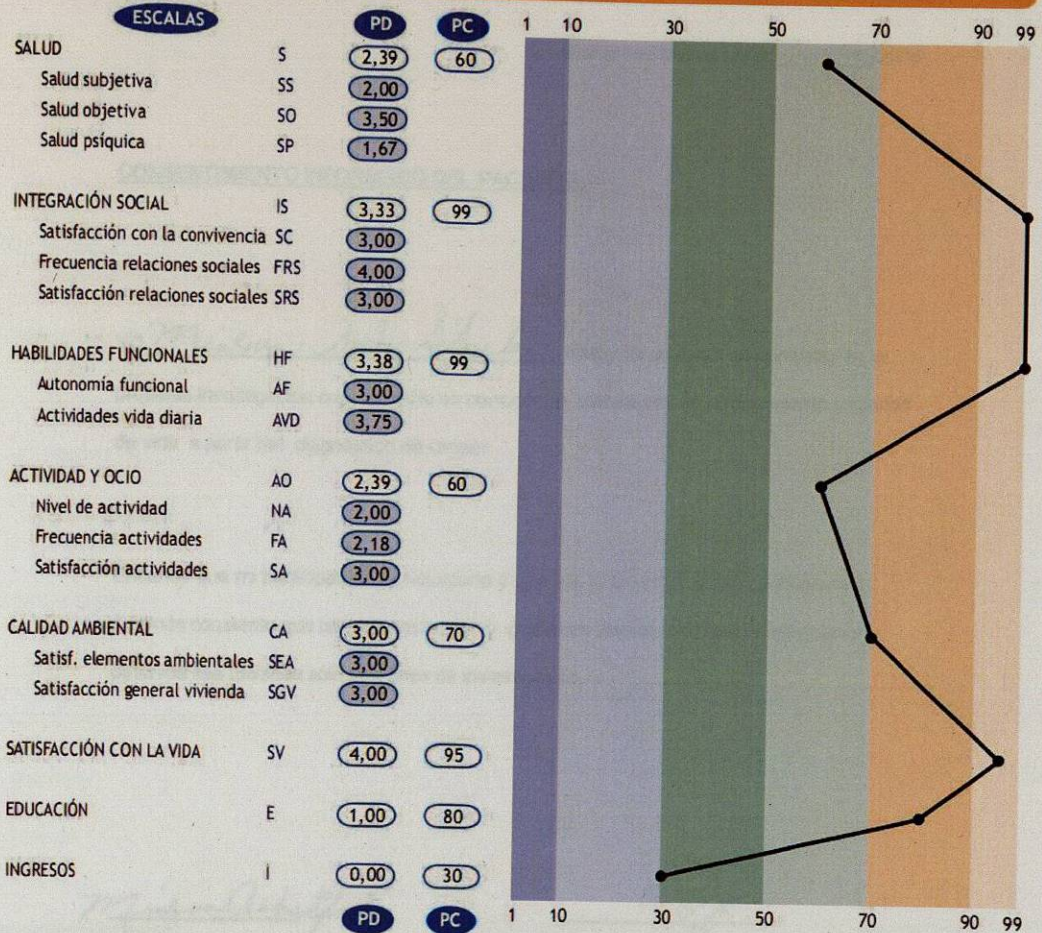 ESCALAS PD PC 1 10 30 50 70 90 99
SALUD S 2,39 60
Salud subjetiva SS 2,00
Salud objetiva SO 3,50
Salud psíquica SP 1,67
INTEGRACIÓN SOCIAL IS 3,33 99
Satisfacción con la convivencia SC 3,00
Frecuencia relaciones sociales FRS 4,00
Satisfacción relaciones sociales SRS 3,00
HABILIDADES FUNCIONALES HF 3,38 99
Autonomía funcional AF 3,00
Actividades vida diaria AVD 3,75
ACTIVIDAD Y OCIO AO 2,39 60
Nivel de actividad NA 2,00
Frecuencia actividades FA 2,18
Satisfacción actividades SA 3,00
CALIDAD AMBIENTAL CA 3,00 70
Satisf. elementos ambientales SEA 3,00
Satisfacción general vivienda SGV 3,00
SATISFACCIÓN CON LA VIDA SV 4,00 95
EDUCACIÓN E 1,00 80
INGRESOS I 0,00 30
PD PC 1 10 30 50 70 90 99